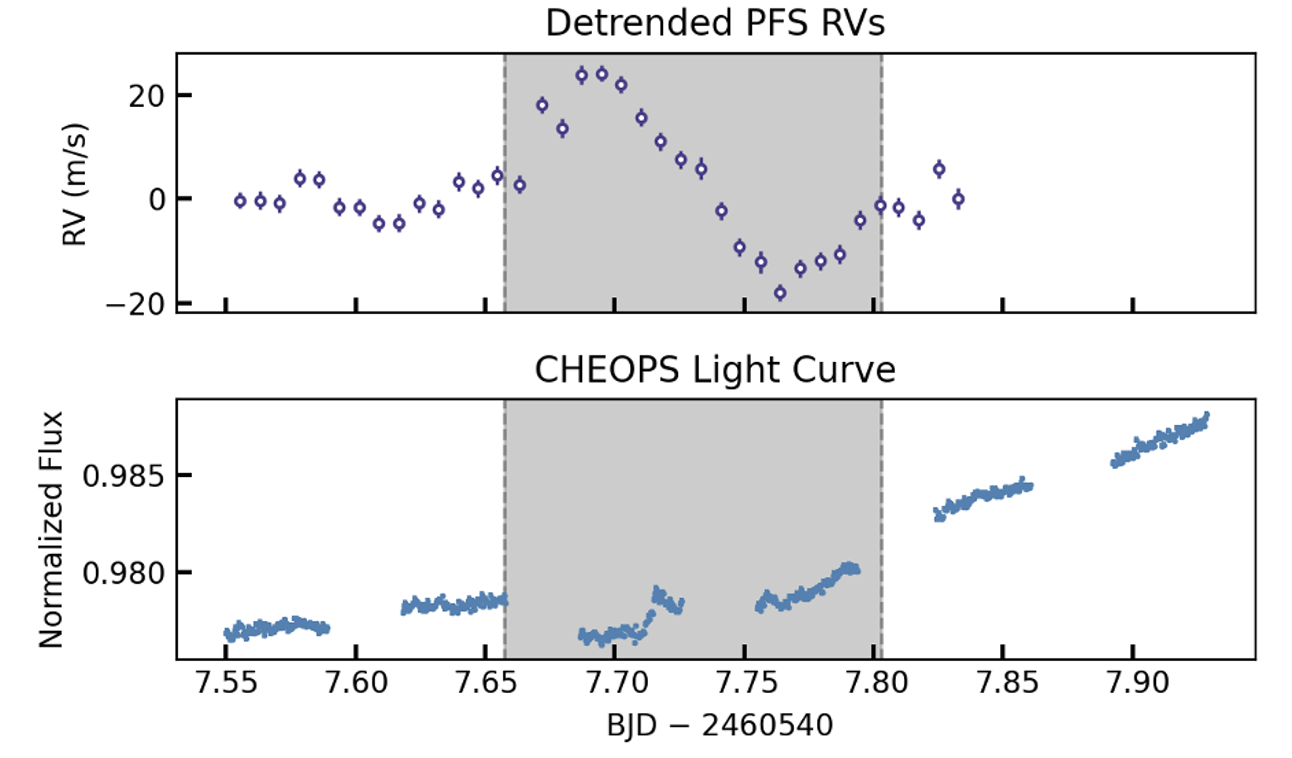 Detrended PFS RVs
RV (m/s)
20
0
−20
CHEOPS Light Curve
Normalized Flux
0.985
0.980
7.55 7.60 7.65 7.70 7.75 7.80 7.85 7.90
BJD − 2460540